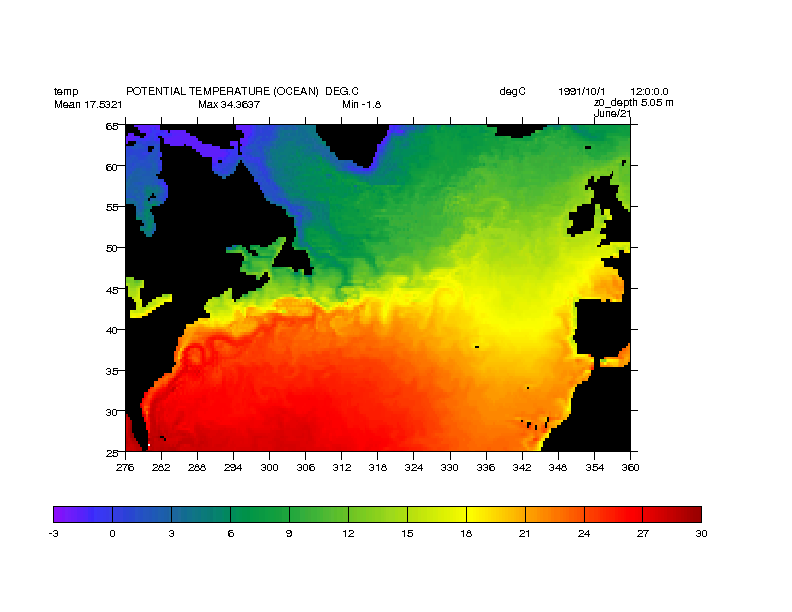 temp POTENTIAL TEMPERATURE (OCEAN) DEG.C degC 1991/10/1 12:0:0.0
Mean 17.5321 Max 34.3637 Min -1.8 z0_depth 5.05 m
June/21
65
60
55
50
45
40
35
30
25
276 282 288 294 300 306 312 318 324 330 336 342 348 354 360
-3 0 3 6 9 12 15 18 21 24 27 30